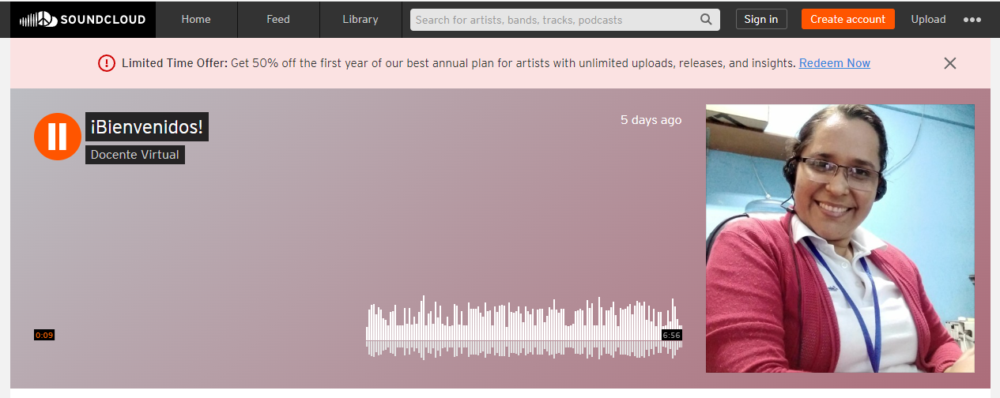 SOUNDCLOUD
Home
Feed
Library
Search for artists, bands, tracks, podcasts
Sign in
Create account
Upload
Limited Time Offer: Get 50% off the first year of our best annual plan for artists with unlimited uploads, releases, and insights. Redeem Now
¡Bienvenidos!
5 days ago
Docente Virtual
0:09
6:56